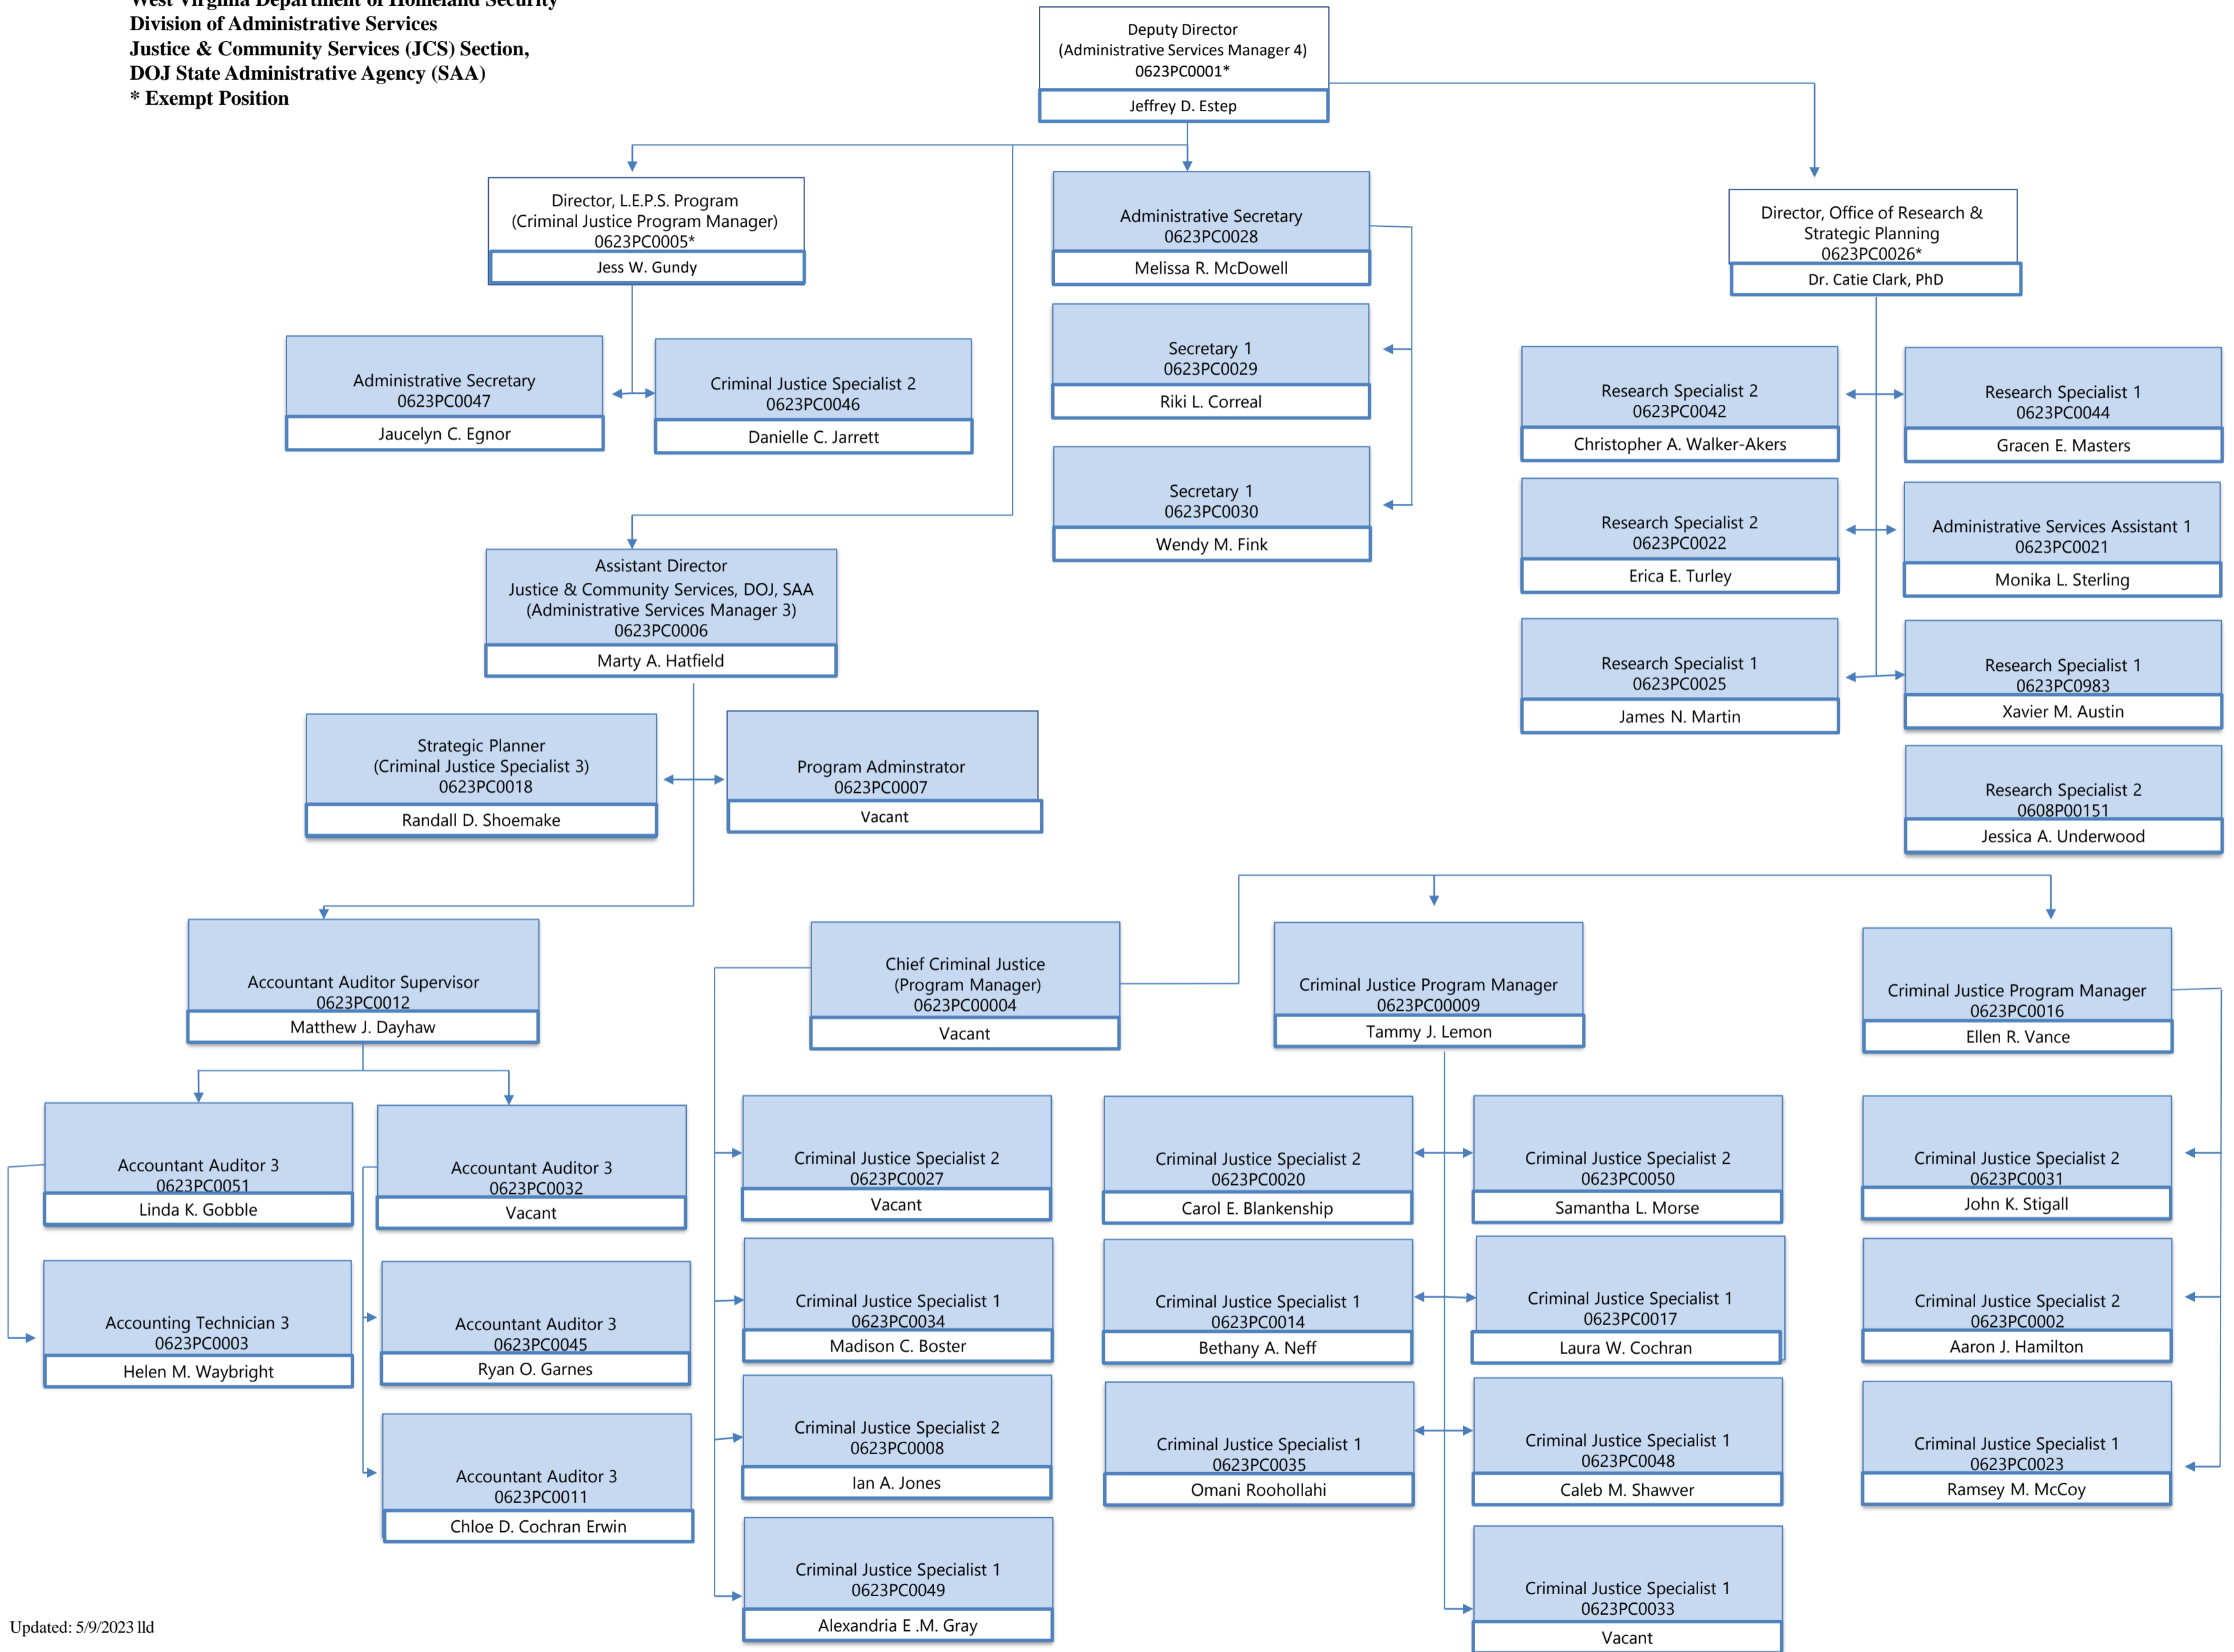 West Virginia Department of Homeland Security
Division of Administrative Services
Justice & Community Services (JCS) Section,
DOJ State Administrative Agency (SAA)
* Exempt Position
Deputy Director
(Administrative Services Manager 4)
0623PC0001*
Jeffrey D. Estep
Director, L.E.P.S. Program
(Criminal Justice Program Manager)
0623PC0005*
Jess W. Gundy
Administrative Secretary
0623PC0028
Melissa R. McDowell
Director, Office of Research &
Strategic Planning
0623PC0026*
Dr. Catie Clark, PhD
Administrative Secretary
0623PC0047
Jaucelyn C. Egnor
Criminal Justice Specialist 2
0623PC0046
Danielle C. Jarrett
Secretary 1
0623PC0029
Riki L. Correal
Secretary 1
0623PC0030
Wendy M. Fink
Research Specialist 2
0623PC0042
Christopher A. Walker-Akers
Research Specialist 1
0623PC0044
Gracen E. Masters
Research Specialist 2
0623PC0022
Erica E. Turley
Administrative Services Assistant 1
0623PC0021
Monika L. Sterling
Research Specialist 1
0623PC0025
James N. Martin
Research Specialist 1
0623PC0983
Xavier M. Austin
Research Specialist 2
0608P00151
Jessica A. Underwood
Assistant Director
Justice & Community Services, DOJ, SAA
(Administrative Services Manager 3)
0623PC0006
Marty A. Hatfield
Strategic Planner
(Criminal Justice Specialist 3)
0623PC0018
Randall D. Shoemake
Program Adminstrator
0623PC0007
Vacant
Accountant Auditor Supervisor
0623PC0012
Matthew J. Dayhaw
Chief Criminal Justice
(Program Manager)
0623PC00004
Vacant
Criminal Justice Program Manager
0623PC00009
Tammy J. Lemon
Criminal Justice Program Manager
0623PC0016
Ellen R. Vance
Accountant Auditor 3
0623PC0051
Linda K. Gobble
Accountant Auditor 3
0623PC0032
Vacant
Accounting Technician 3
0623PC0003
Helen M. Waybright
Accountant Auditor 3
0623PC0045
Ryan O. Garnes
Accountant Auditor 3
0623PC0011
Chloe D. Cochran Erwin
Criminal Justice Specialist 2
0623PC0027
Vacant
Criminal Justice Specialist 1
0623PC0034
Madison C. Boster
Criminal Justice Specialist 2
0623PC0008
Ian A. Jones
Criminal Justice Specialist 1
0623PC0049
Alexandria E .M. Gray
Criminal Justice Specialist 2
0623PC0020
Carol E. Blankenship
Criminal Justice Specialist 2
0623PC0050
Samantha L. Morse
Criminal Justice Specialist 1
0623PC0014
Bethany A. Neff
Criminal Justice Specialist 1
0623PC0017
Laura W. Cochran
Criminal Justice Specialist 1
0623PC0035
Omani Roohollahi
Criminal Justice Specialist 1
0623PC0048
Caleb M. Shawver
Criminal Justice Specialist 1
0623PC0033
Vacant
Criminal Justice Specialist 2
0623PC0031
John K. Stigall
Criminal Justice Specialist 2
0623PC0002
Aaron J. Hamilton
Criminal Justice Specialist 1
0623PC0023
Ramsey M. McCoy
Updated: 5/9/2023 lld